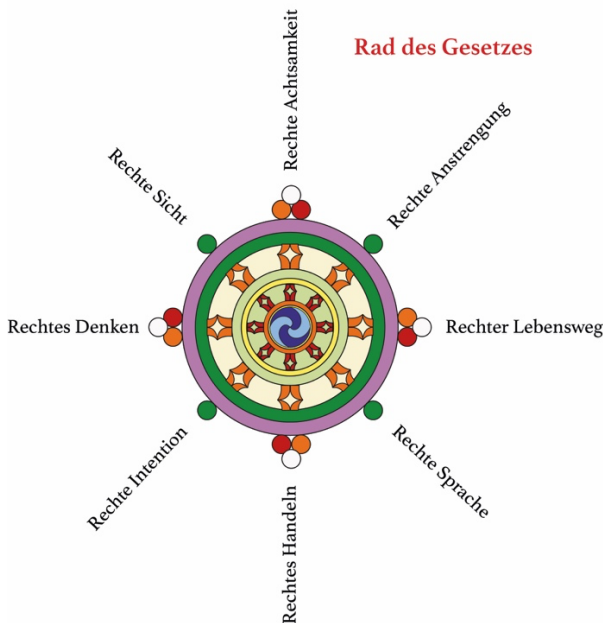 Rad des Gesetzes
Rechte Achtsamkeit
Rechte Anstrengung
Rechter Lebensweg
Rechte Sprache
Rechtes Handeln
Rechte Intention
Rechtes Denken
Rechte Sicht